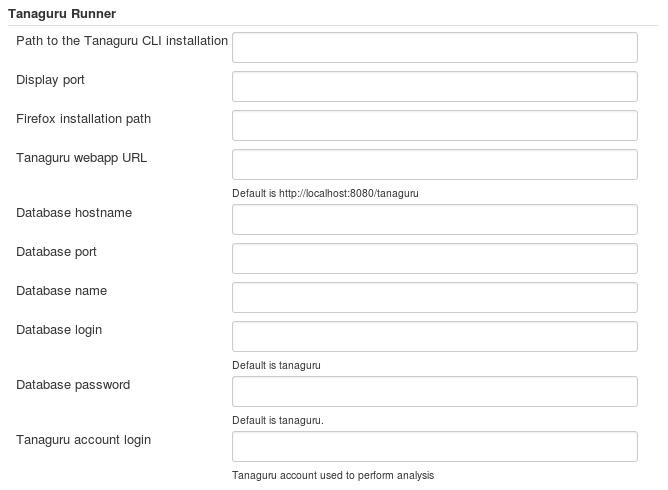 Tanaguru Runner
Path to the Tanaguru CLI installation
Display port
Firefox installation path
Tanaguru webapp URL
Default is http://localhost:8080/tanaguru
Database hostname
Database port
Database name
Database login
Default is tanaguru
Database password
Default is tanaguru.
Tanaguru account login
Tanaguru account used to perform analysis